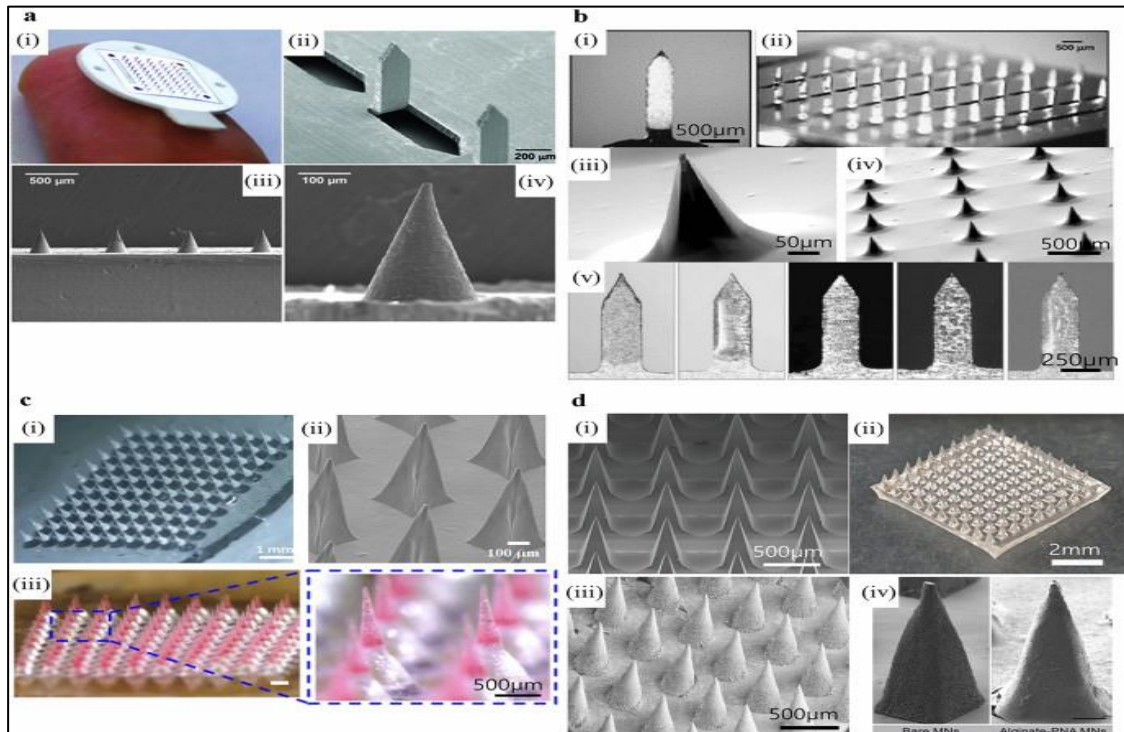 a
(i)
(ii)
200 µm
500 µm
(iii)
100 µm
(iv)
b
(i)
500µm
(ii)
500 µm
(iii)
50µm
(iv)
500µm
(v)
250µm
c
(i)
1 mm
(ii)
100 µm
(iii)
500µm
d
(i)
500µm
(ii)
2mm
(iii)
500µm
(iv)
Bare MNs
Alginate-PNA MNs